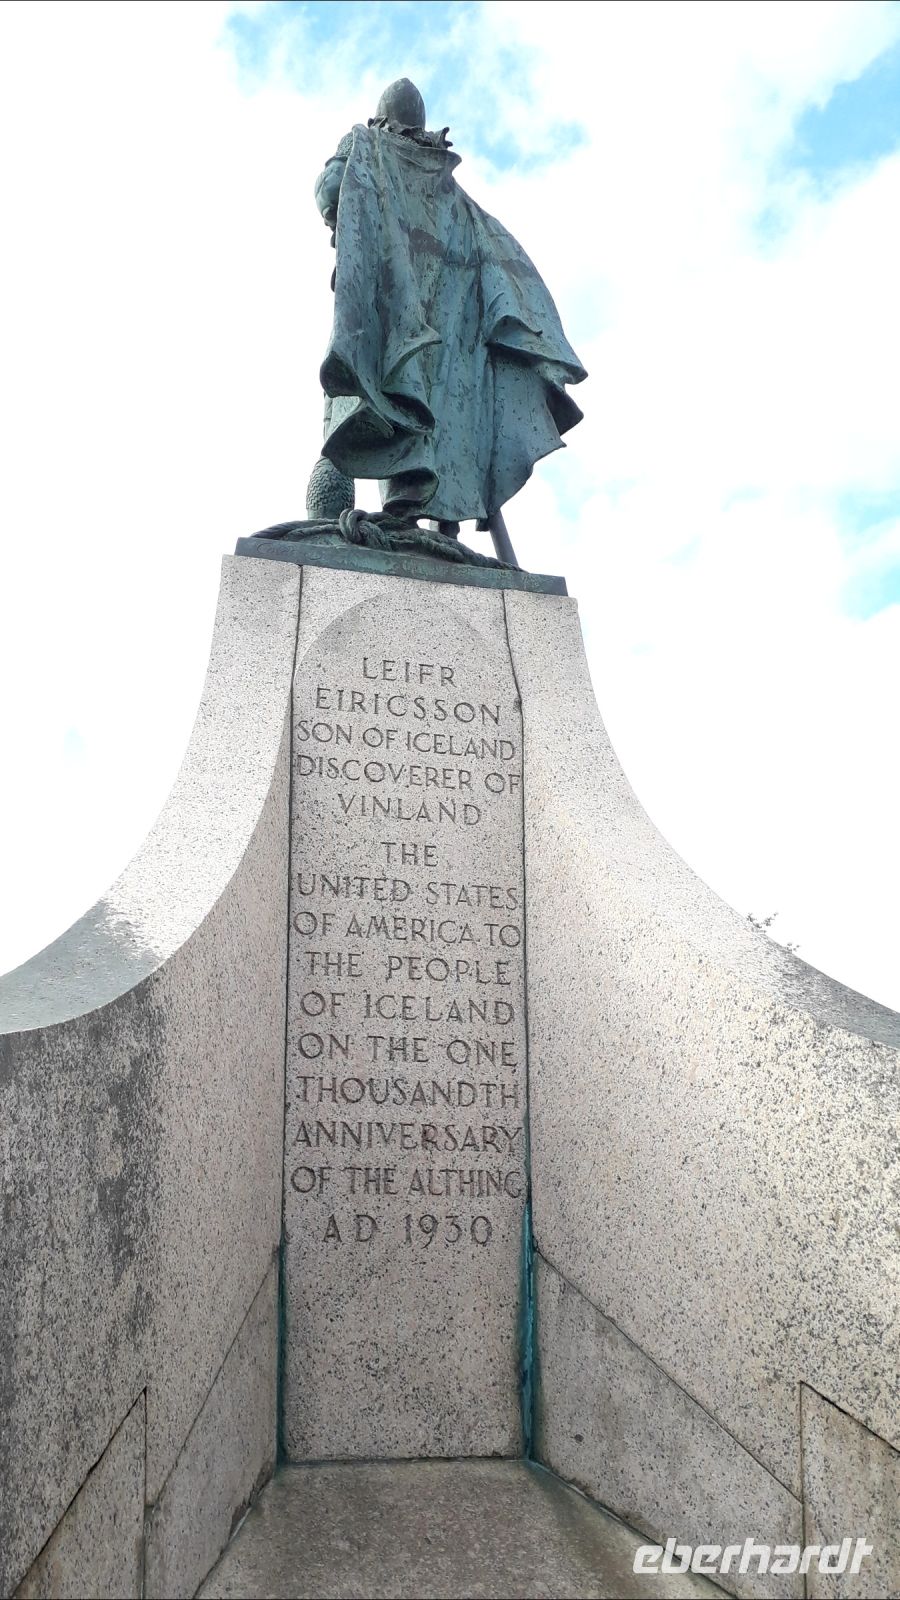 LEIFR
EIRICSSON
SON OF ICELAND
DISCOVERER OF
VINLAND
THE
UNITED STATES
OF AMERICA TO
THE PEOPLE
OF ICELAND
ON THE ONE
THOUSANDTH
ANNIVERSARY
OF THE ALTHING
AD 1930
eberhardt